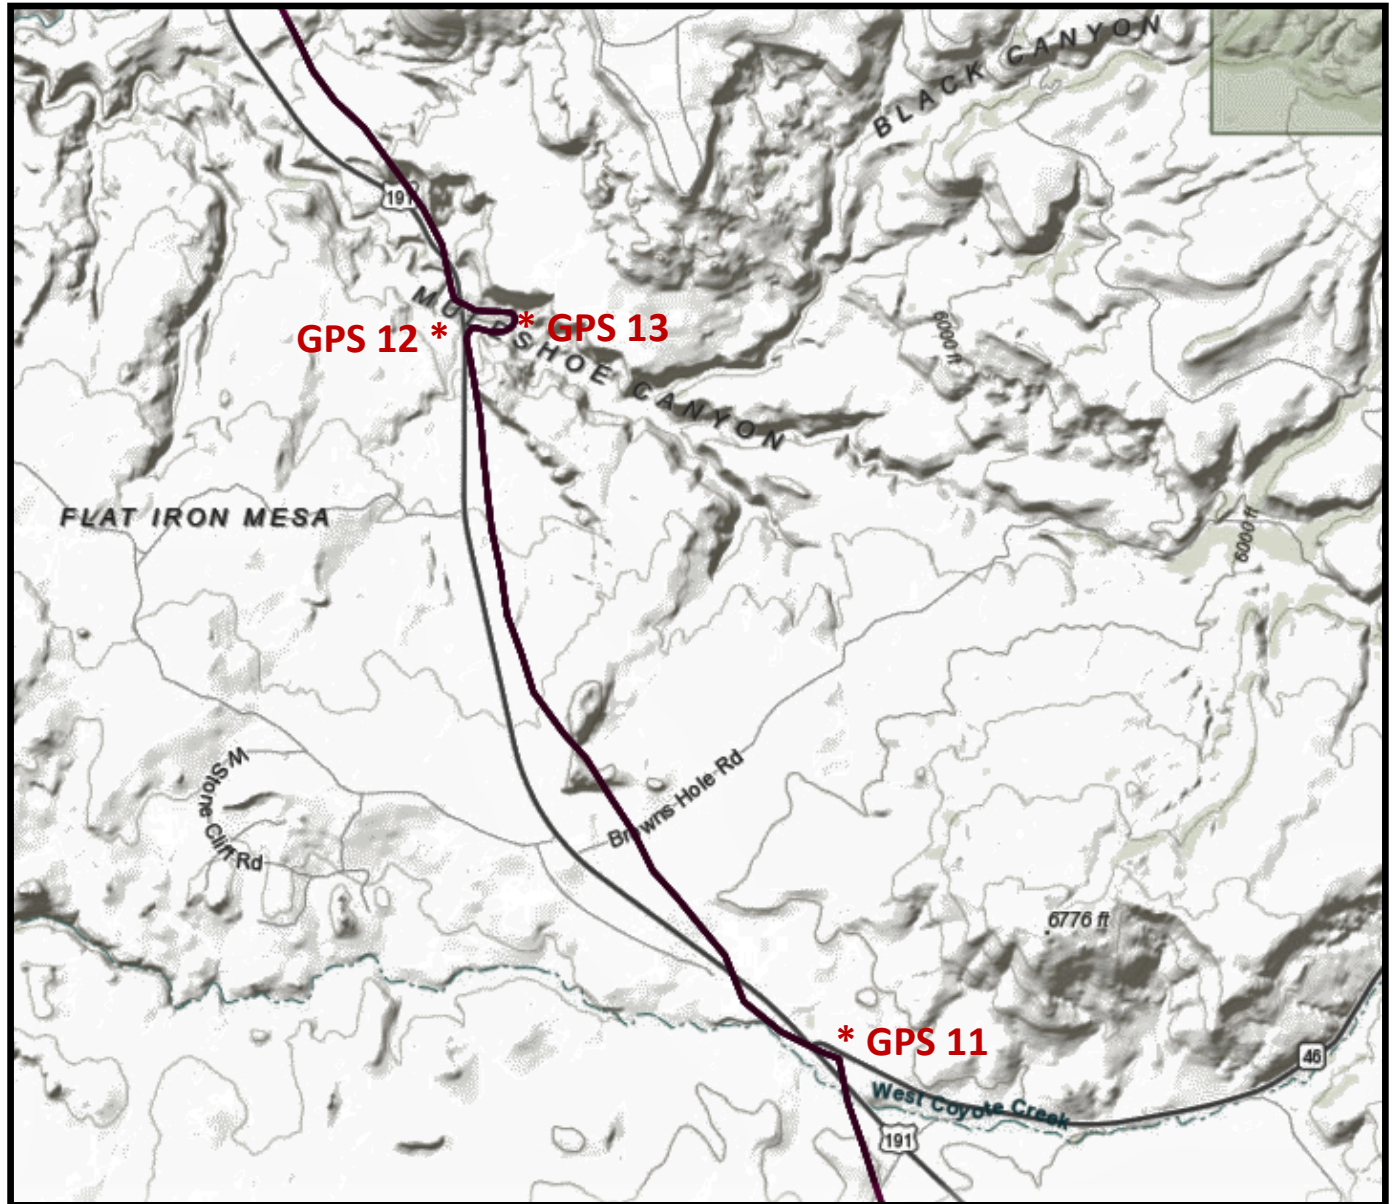 BLACK CANYON
191
MULESHOE CANYON
GPS 12 *
* GPS 13
6000 ft
FLAT IRON MESA
6000 ft
W Stone Cliff Rd
Browns Hole Rd
6776 ft
* GPS 11
46
West Coyote Creek
191